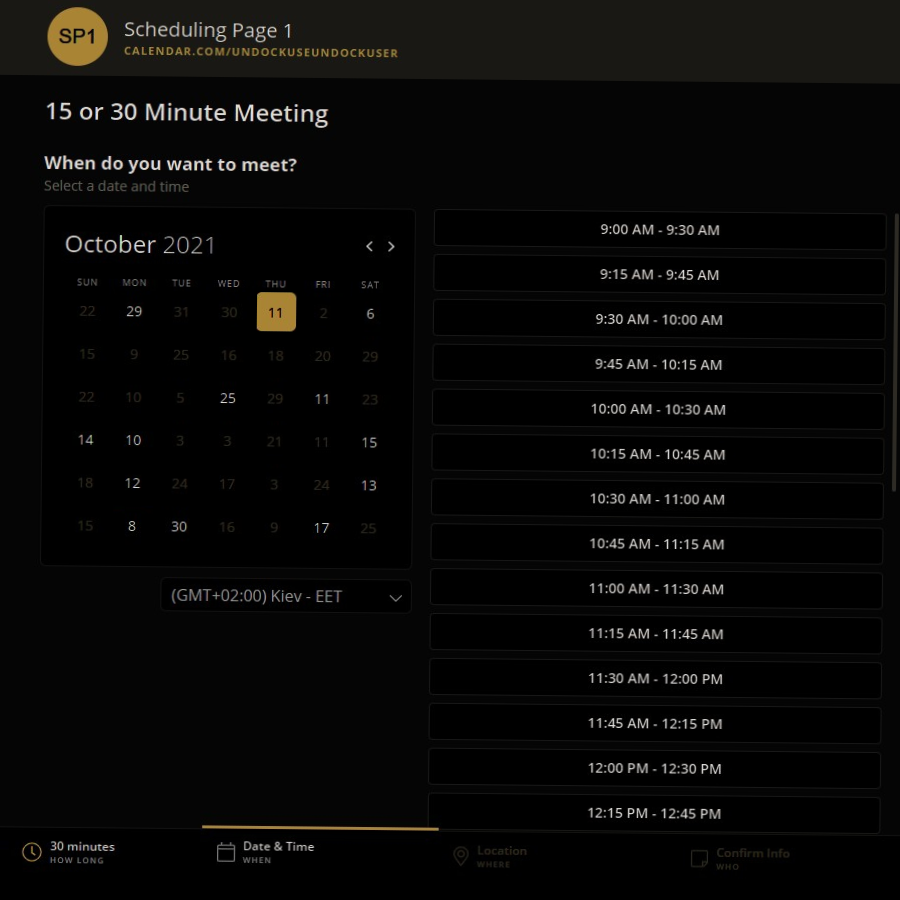 SP1
Scheduling Page 1
CALENDAR.COM/UNDOCKUSEUNDOCKUSER
15 or 30 Minute Meeting
When do you want to meet?
Select a date and time
October 2021
SUN MON TUE WED THU FRI SAT
22 29 31 30 11 2 6
15 9 25 16 18 20 29
22 10 5 25 29 11 23
14 10 3 3 21 11 15
18 12 24 17 3 24 13
15 8 30 16 9 17 25
(GMT+02:00) Kiev - EET
9:00 AM - 9:30 AM
9:15 AM - 9:45 AM
9:30 AM - 10:00 AM
9:45 AM - 10:15 AM
10:00 AM - 10:30 AM
10:15 AM - 10:45 AM
10:30 AM - 11:00 AM
10:45 AM - 11:15 AM
11:00 AM - 11:30 AM
11:15 AM - 11:45 AM
11:30 AM - 12:00 PM
11:45 AM - 12:15 PM
12:00 PM - 12:30 PM
12:15 PM - 12:45 PM
30 minutes
HOW LONG
Date & Time
WHEN
Location
WHERE
Confirm Info
WHO